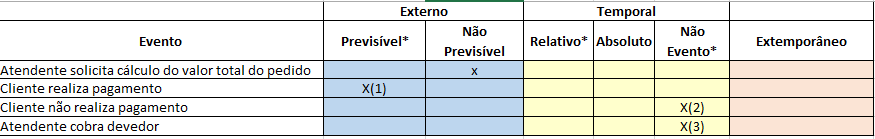 Externo Temporal
Evento Previsível* Não Previsível Relativo* Absoluto Não Evento* Extemporâneo
Atendente solicita cálculo do valor total do pedido x
Cliente realiza pagamento X(1)
Cliente não realiza pagamento X(2)
Atendente cobra devedor X(3)